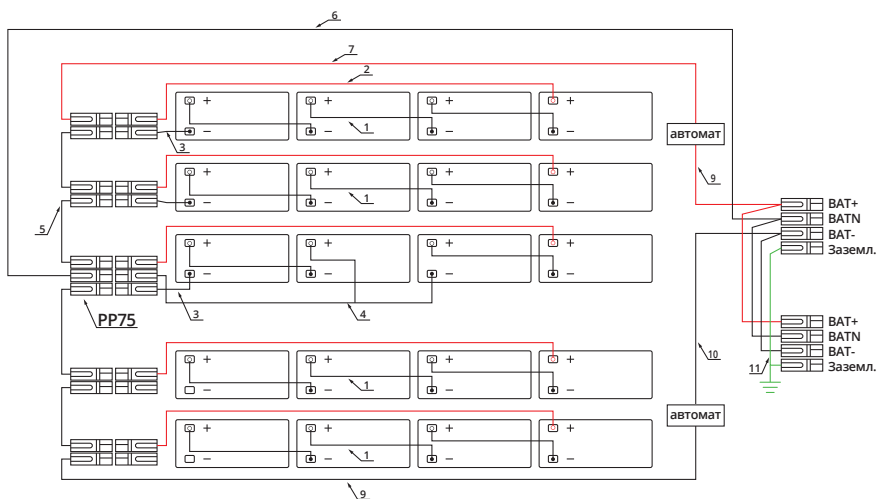 6
7
2
+ + + +
1
− − − −
3
автомат
+ + + +
1
− − − −
9
5
BAT+
BATN
BAT-
Заземл.
+ + + +
− − − −
PP75
3
4
BAT+
BATN
BAT-
Заземл.
10
11
+ + + +
1
− − − −
автомат
+ + + +
1
− − − −
9